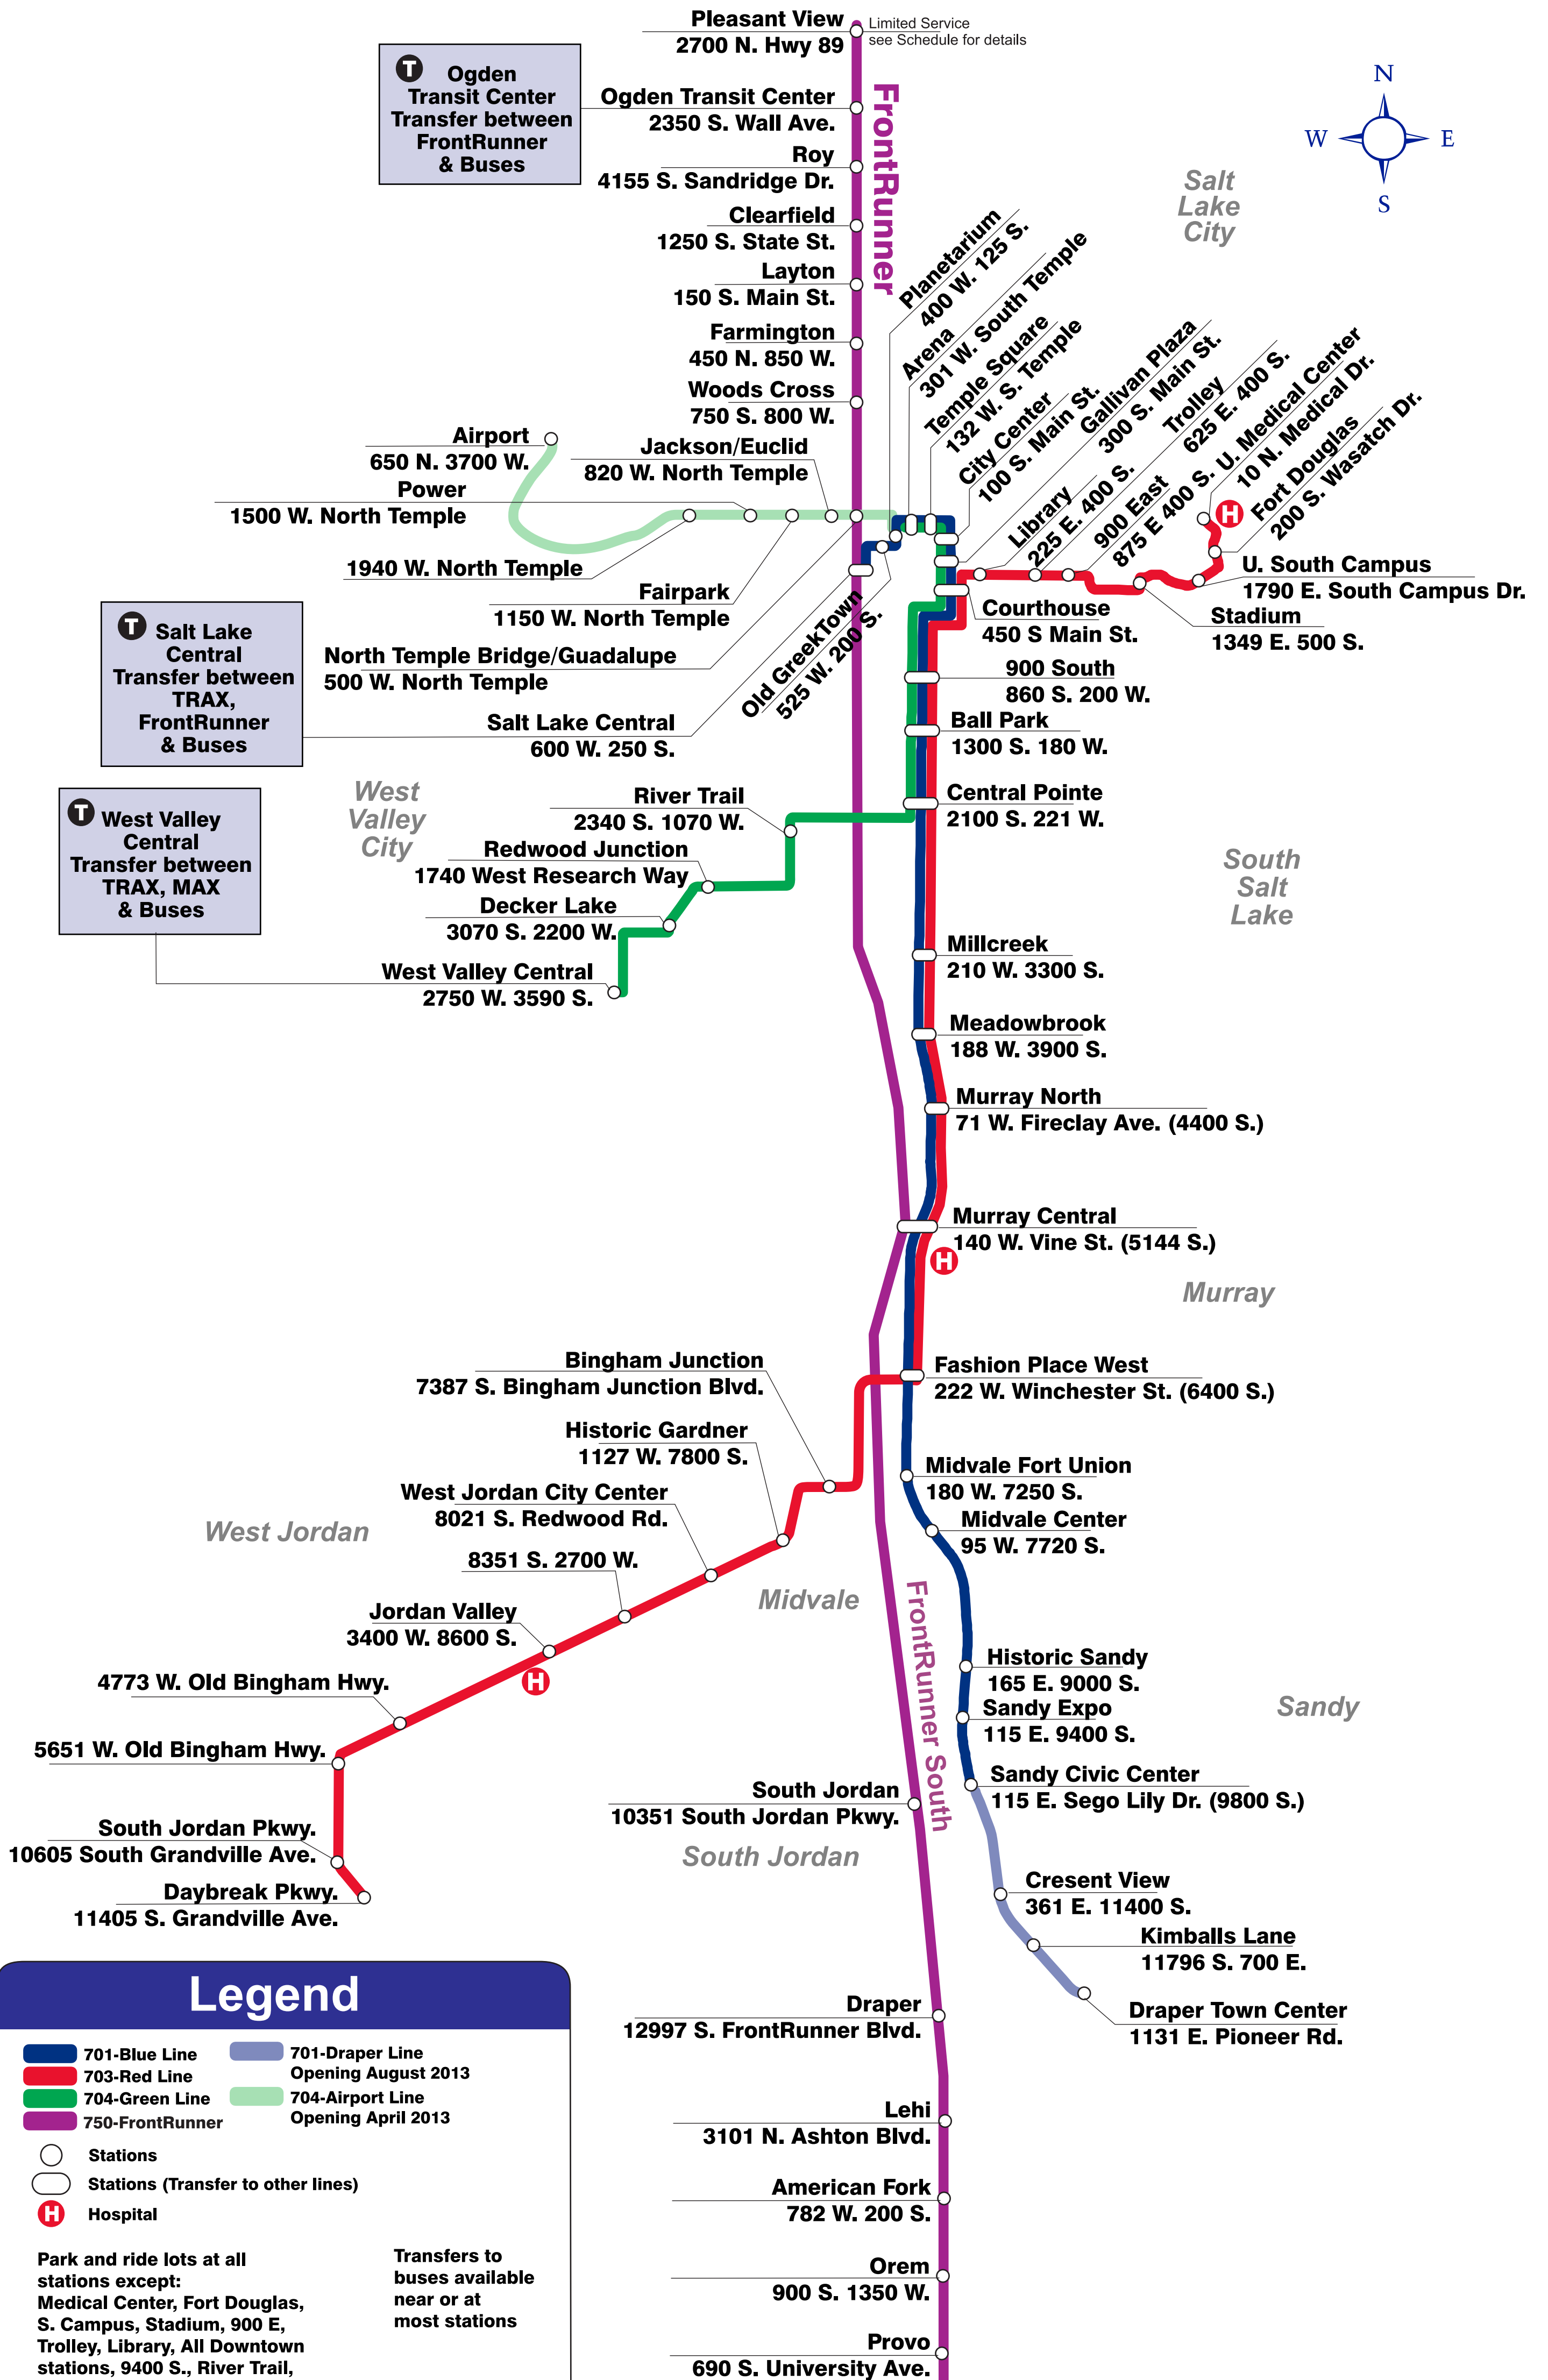 Pleasant View
2700 N. Hwy 89
Limited Service
see Schedule for details
T
Ogden
Transit Center
Transfer between
FrontRunner
& Buses
Ogden Transit Center
2350 S. Wall Ave.
Roy
4155 S. Sandridge Dr.
Clearfield
1250 S. State St.
Layton
150 S. Main St.
Farmington
450 N. 850 W.
Woods Cross
750 S. 800 W.
FrontRunner
N
W
E
S
Salt
Lake
City
Planetarium
400 W. 125 S.
Arena
301 W. South Temple
Temple Square
132 W. S. Temple
City Center
100 S. Main St.
Gallivan Plaza
300 S. Main St.
Library
225 E. 400 S.
Trolley
625 E. 400 S.
900 East
875 E 400 S.
U. Medical Center
10 N. Medical Dr.
Fort Douglas
200 S. Wasatch Dr.
H
U. South Campus
1790 E. South Campus Dr.
Stadium
1349 E. 500 S.
Airport
650 N. 3700 W.
Jackson/Euclid
820 W. North Temple
Power
1500 W. North Temple
1940 W. North Temple
Fairpark
1150 W. North Temple
North Temple Bridge/Guadalupe
500 W. North Temple
Old GreekTown
525 W. 200 S.
T
Salt Lake
Central
Transfer between
TRAX,
FrontRunner
& Buses
Salt Lake Central
600 W. 250 S.
Courthouse
450 S Main St.
900 South
860 S. 200 W.
Ball Park
1300 S. 180 W.
Central Pointe
2100 S. 221 W.
T
West Valley
Central
Transfer between
TRAX, MAX
& Buses
West
Valley
City
River Trail
2340 S. 1070 W.
Redwood Junction
1740 West Research Way
Decker Lake
3070 S. 2200 W.
West Valley Central
2750 W. 3590 S.
South
Salt
Lake
Millcreek
210 W. 3300 S.
Meadowbrook
188 W. 3900 S.
Murray North
71 W. Fireclay Ave. (4400 S.)
Murray Central
140 W. Vine St. (5144 S.)
H
Murray
Fashion Place West
222 W. Winchester St. (6400 S.)
Bingham Junction
7387 S. Bingham Junction Blvd.
Historic Gardner
1127 W. 7800 S.
West Jordan City Center
8021 S. Redwood Rd.
8351 S. 2700 W.
Jordan Valley
3400 W. 8600 S.
H
4773 W. Old Bingham Hwy.
5651 W. Old Bingham Hwy.
South Jordan Pkwy.
10605 South Grandville Ave.
Daybreak Pkwy.
11405 S. Grandville Ave.
West Jordan
Midvale
Midvale Fort Union
180 W. 7250 S.
Midvale Center
95 W. 7720 S.
FrontRunner South
Historic Sandy
165 E. 9000 S.
Sandy Expo
115 E. 9400 S.
Sandy
Sandy Civic Center
115 E. Sego Lily Dr. (9800 S.)
South Jordan
10351 South Jordan Pkwy.
South Jordan
Cresent View
361 E. 11400 S.
Kimballs Lane
11796 S. 700 E.
Draper Town Center
1131 E. Pioneer Rd.
Draper
12997 S. FrontRunner Blvd.
Lehi
3101 N. Ashton Blvd.
American Fork
782 W. 200 S.
Orem
900 S. 1350 W.
Provo
690 S. University Ave.
Legend
701-Blue Line
703-Red Line
704-Green Line
750-FrontRunner
701-Draper Line
Opening August 2013
704-Airport Line
Opening April 2013
Stations
Stations (Transfer to other lines)
H
Hospital
Park and ride lots at all
stations except:
Medical Center, Fort Douglas,
S. Campus, Stadium, 900 E,
Trolley, Library, All Downtown
stations, 9400 S., River Trail,
Transfers to
buses available
near or at
most stations